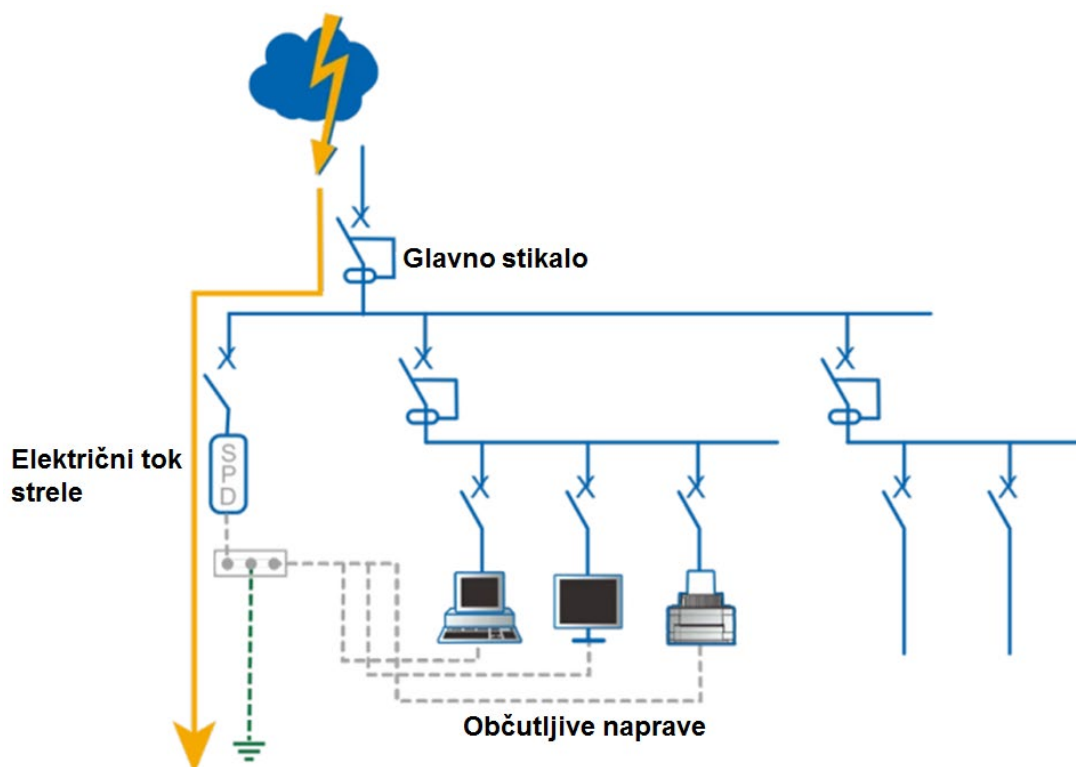 Glavno stikalo
Električni tok
strele
SPD
Občutljive naprave